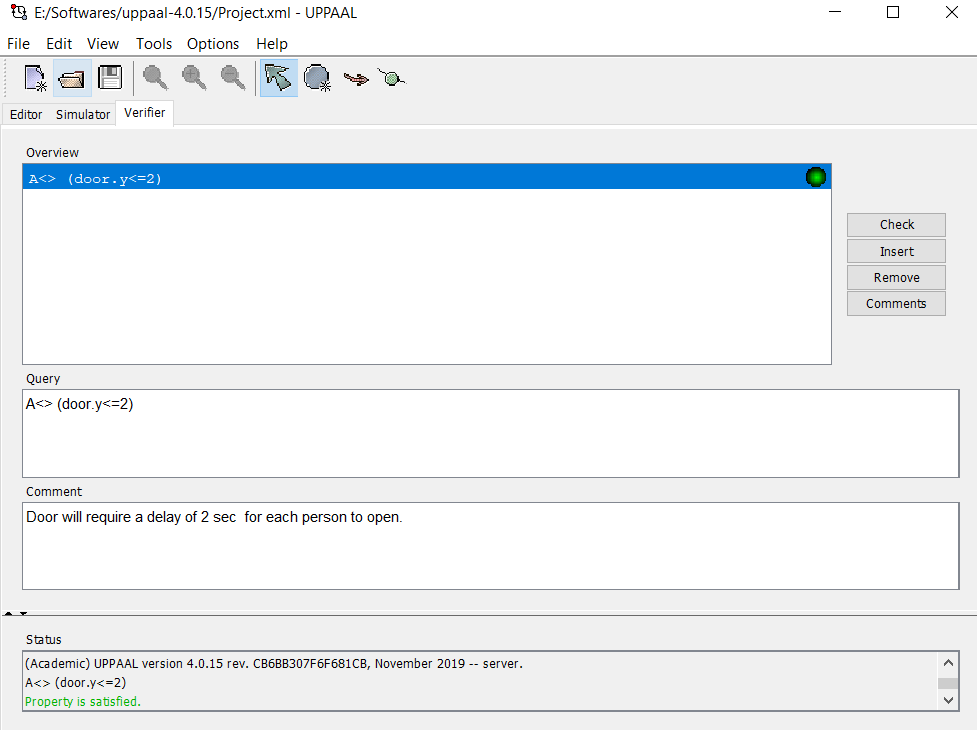 E:/Softwares/uppaal-4.0.15/Project.xml - UPPAAL
File Edit View Tools Options Help
Editor Simulator Verifier
Overview
A<> (door.y<=2)
Check
Insert
Remove
Comments
Query
A<> (door.y<=2)
Comment
Door will require a delay of 2 sec  for each person to open.
Status
(Academic) UPPAAL version 4.0.15 rev. CB6BB307F6F681CB, November 2019 -- server.
A<> (door.y<=2)
Property is satisfied.